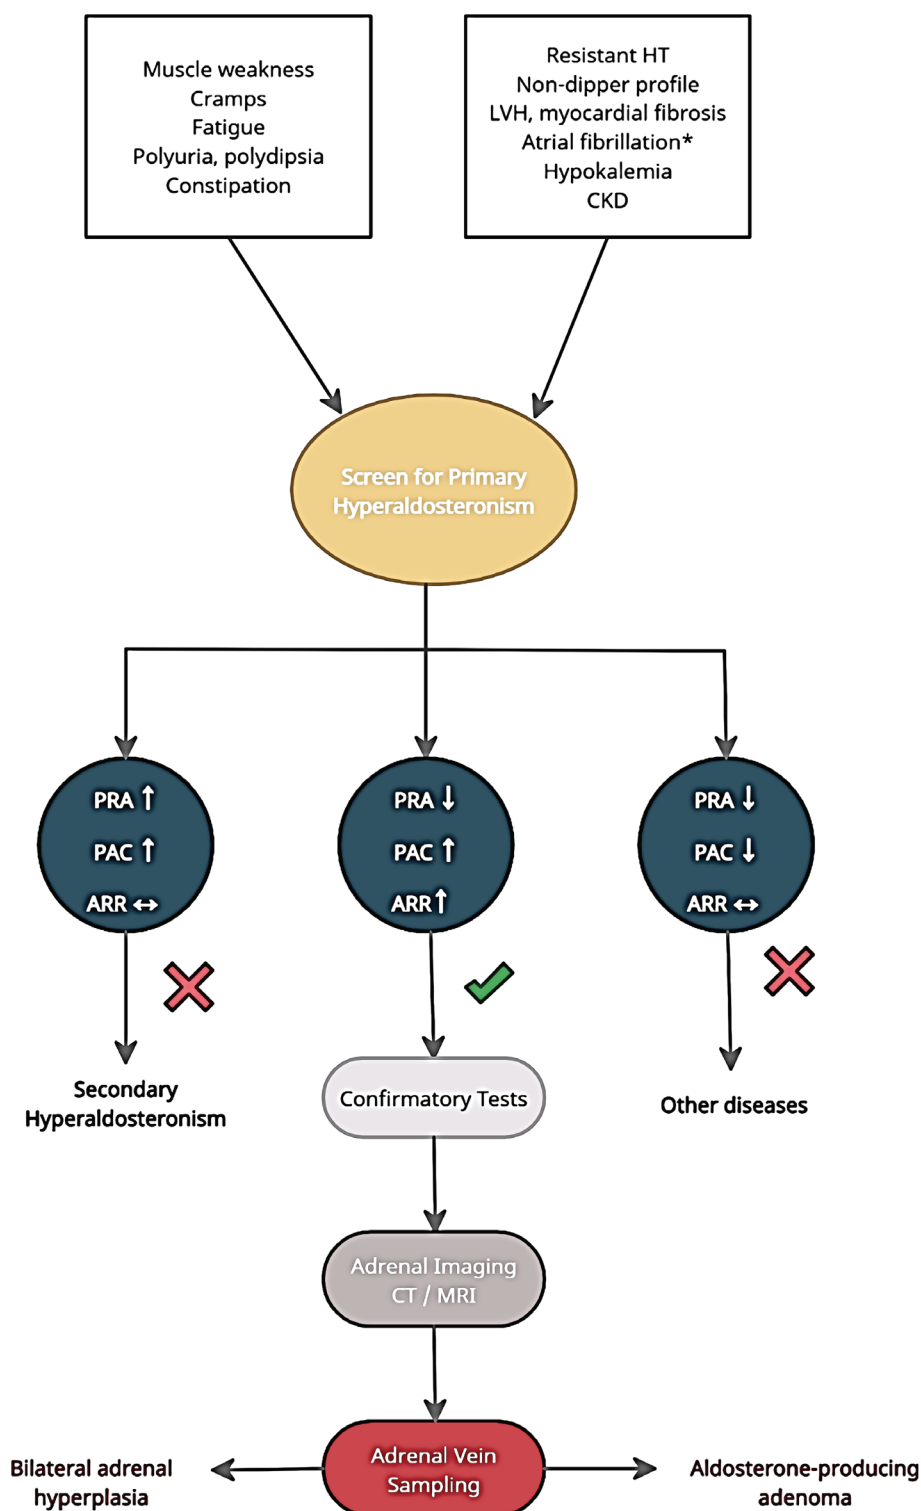 Muscle weakness
Cramps
Fatigue
Polyuria, polydipsia
Constipation
Resistant HT
Non-dipper profile
LVH, myocardial fibrosis
Atrial fibrillation*
Hypokalemia
CKD
Screen for Primary
Hyperaldosteronism
PRA ↑
PAC ↑
ARR ↔
PRA ↓
PAC ↑
ARR ↑
PRA ↓
PAC ↓
ARR ↔
Secondary
Hyperaldosteronism
Confirmatory Tests
Other diseases
Adrenal Imaging
CT / MRI
Bilateral adrenal
hyperplasia
Adrenal Vein
Sampling
Aldosterone-producing
adenoma